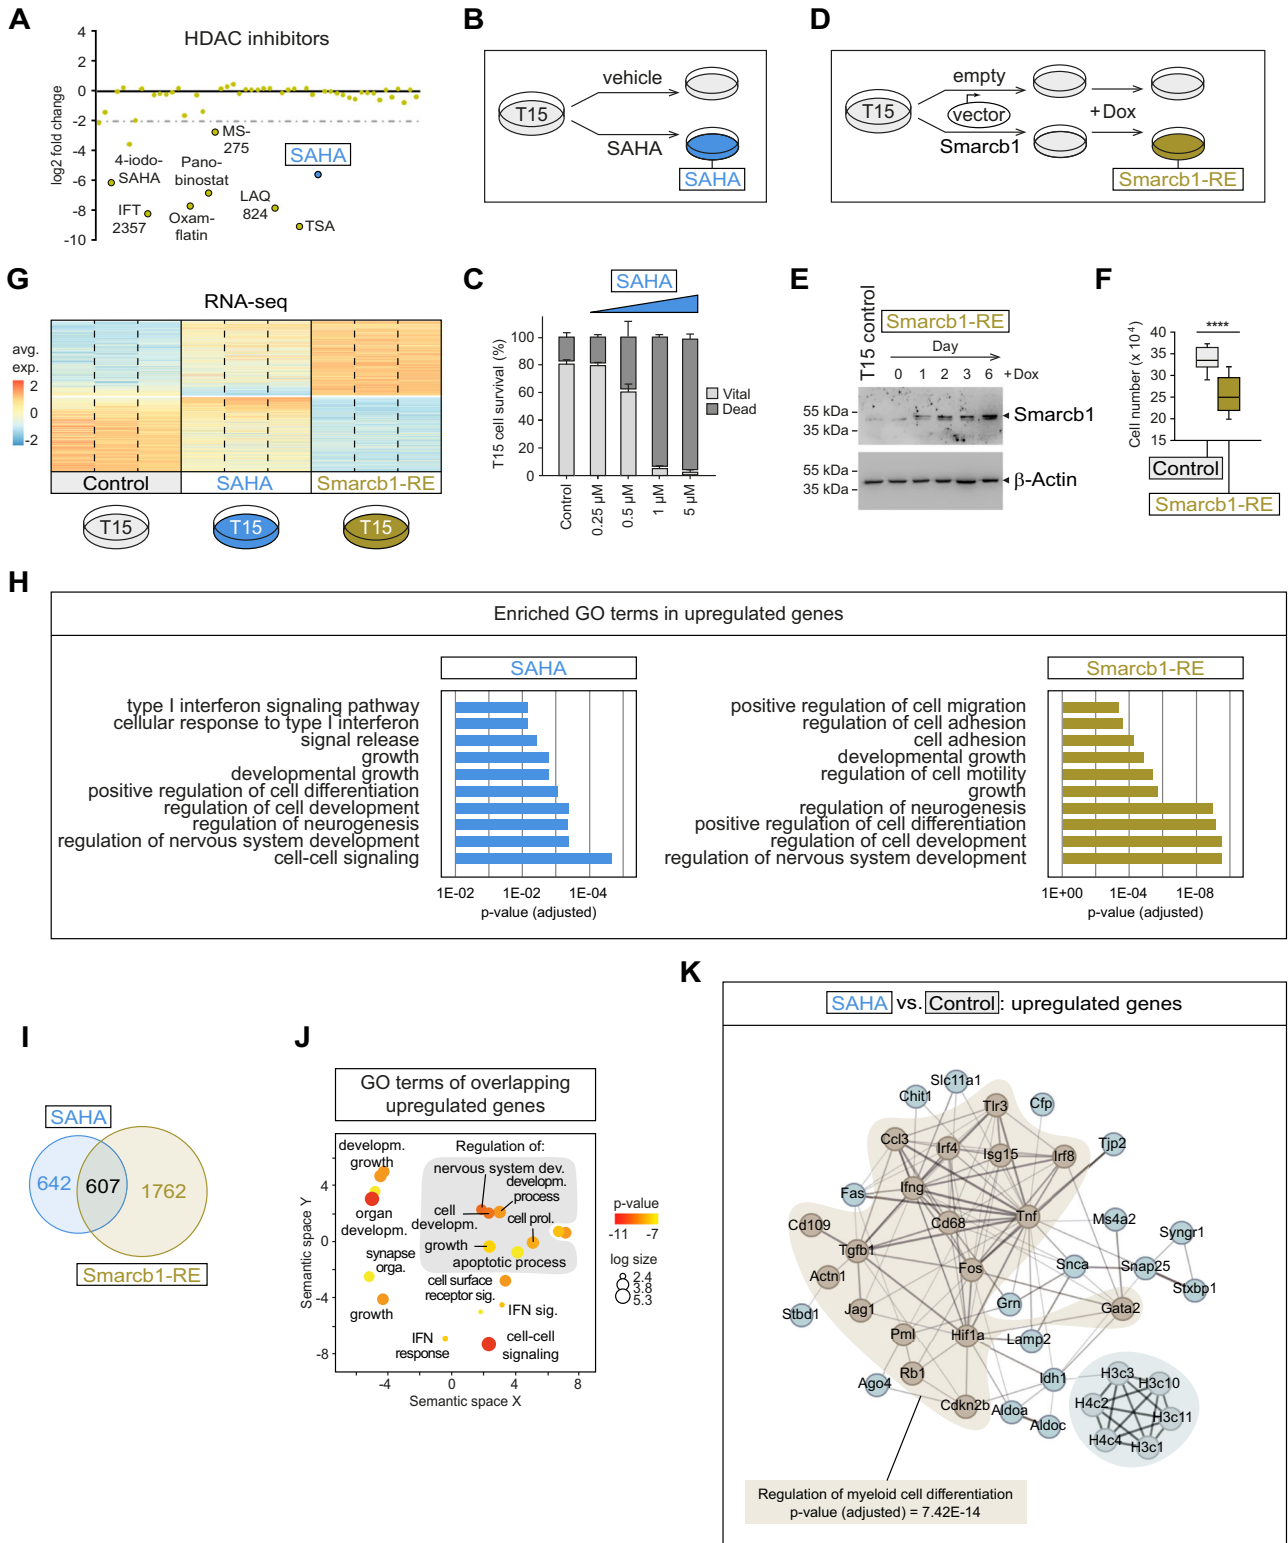 A
HDAC inhibitors
log2 fold change
4
2
0
-2
-4
-6
-8
-10
MS-
275
4-iodo-
SAHA
Pano-
binostat
SAHA
IFT
2357
Oxam-
flatin
LAQ
824
TSA
B
T15
vehicle
SAHA
SAHA
D
T15
empty
vector
Smarcb1
+Dox
Smarcb1-RE
G
RNA-seq
avg.
exp.
2
0
-2
Control
SAHA
Smarcb1-RE
T15
T15
T15
C
SAHA
T15 cell survival (%)
100
80
60
40
20
0
Vital
Dead
Control
0.25 µM
0.5 µM
1 µM
5 µM
E
T15 control
Smarcb1-RE
Day
0 1 2 3 6 +Dox
55 kDa
35 kDa
Smarcb1
55 kDa
35 kDa
β-Actin
F
Cell number (x 10⁴)
40
35
30
25
20
15
****
Control
Smarcb1-RE
H
Enriched GO terms in upregulated genes
SAHA
type I interferon signaling pathway
cellular response to type I interferon
signal release
growth
developmental growth
positive regulation of cell differentiation
regulation of cell development
regulation of neurogenesis
regulation of nervous system development
cell-cell signaling
1E-02 1E-02 1E-04
p-value (adjusted)
Smarcb1-RE
positive regulation of cell migration
regulation of cell adhesion
cell adhesion
developmental growth
regulation of cell motility
growth
regulation of neurogenesis
positive regulation of cell differentiation
regulation of cell development
regulation of nervous system development
1E+00 1E-04 1E-08
p-value (adjusted)
I
SAHA
642
607
1762
Smarcb1-RE
J
GO terms of overlapping
upregulated genes
Semantic space Y
4
0
-4
-8
developm.
growth
organ
developm.
synapse
orga.
growth
Regulation of:
nervous system dev.
developm.
process
cell
developm.
cell prol.
growth
apoptotic process
cell surface
receptor sig.
IFN sig.
IFN
response
cell-cell
signaling
-4 0 4 8
Semantic space X
p-value
-11 -7
log size
2.4
3.8
5.3
K
SAHA vs. Control: upregulated genes
Slc11a1
Chit1
Tlr3
Cfp
Ccl3
Irf4
Isg15
Irf8
Tjp2
Fas
Ifng
Cd109
Cd68
Tnf
Ms4a2
Syngr1
Tgfb1
Actn1
Fos
Snca
Snap25
Stxbp1
Stbd1
Jag1
Grn
Gata2
Pml
Hif1a
Lamp2
Ago4
Rb1
Idh1
Cdkn2b
Aldoa
Aldoc
H3c3
H3c10
H4c2
H3c11
H4c4
H3c1
Regulation of myeloid cell differentiation
p-value (adjusted) = 7.42E-14